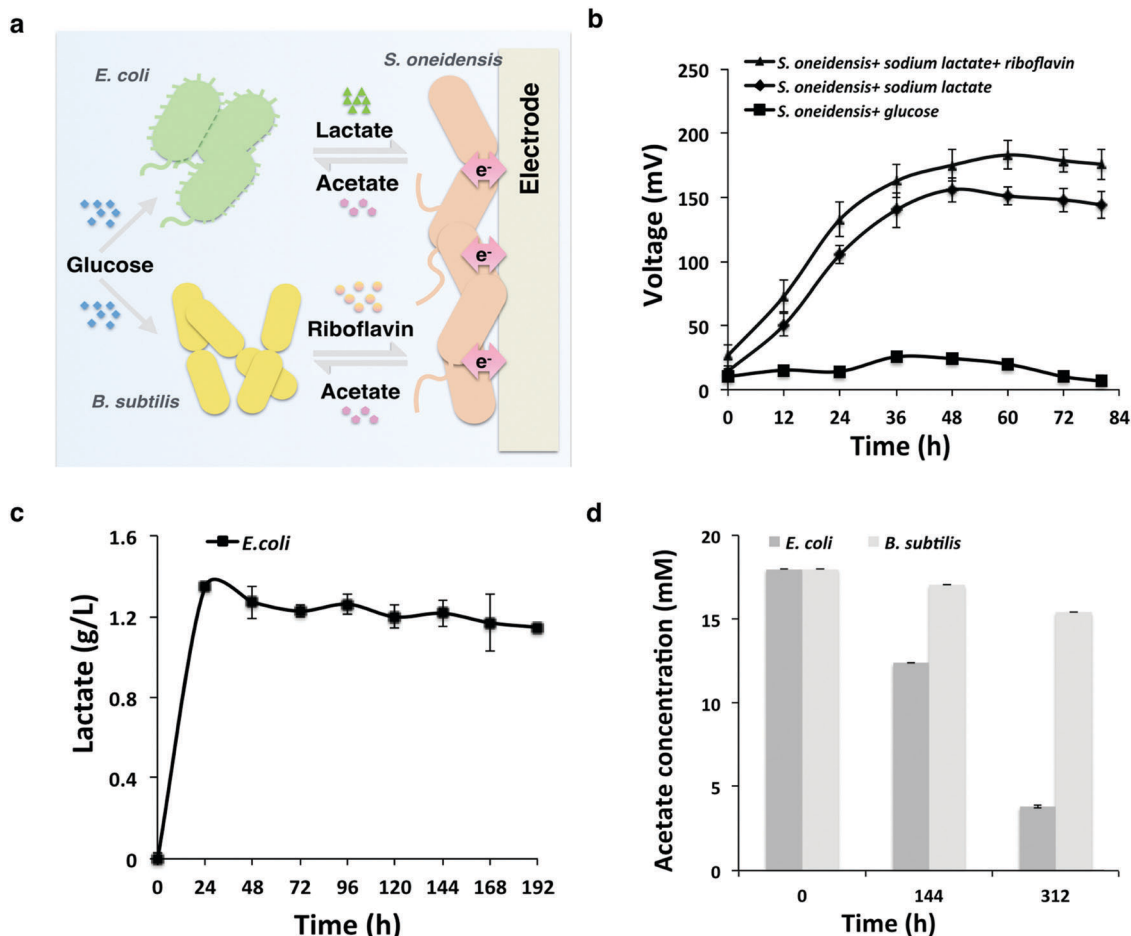 a
E. coli
S. oneidensis
Lactate
Acetate
Glucose
Riboflavin
Acetate
B. subtilis
e-
e-
e-
Electrode
b
S. oneidensis+ sodium lactate+ riboflavin
S. oneidensis+ sodium lactate
S. oneidensis+ glucose
Voltage (mV)
250
200
150
100
50
0
0 12 24 36 48 60 72 84
Time (h)
c
E.coli
Lactate (g/L)
1.6
1.2
0.8
0.4
0
0 24 48 72 96 120 144 168 192
Time (h)
d
E. coli B. subtilis
Acetate concentration (mM)
20
15
10
5
0
0 144 312
Time (h)